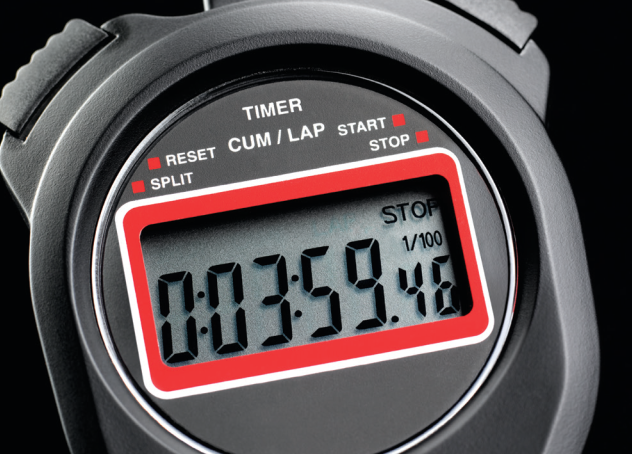 TIMER
CUM / LAP
RESET
SPLIT
START
STOP
STOP
1/100
0:03:59.46